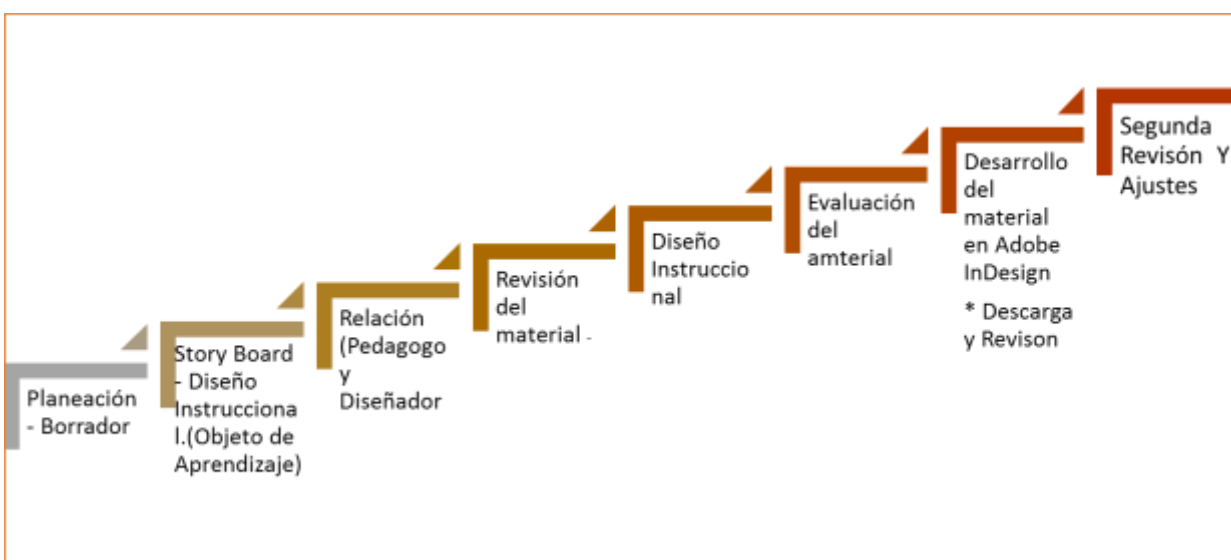 Planeación
- Borrador
Story Board
- Diseño
Instrucciona
l.(Objeto de
Aprendizaje)
Relación
(Pedagogo
y
Diseñador
Revisión
del
material -
Diseño
Instruccio
nal
Evaluación
del
amterial
Desarrollo
del
material
en Adobe
InDesign
* Descarga
y Revison
Segunda
Revisón Y
Ajustes